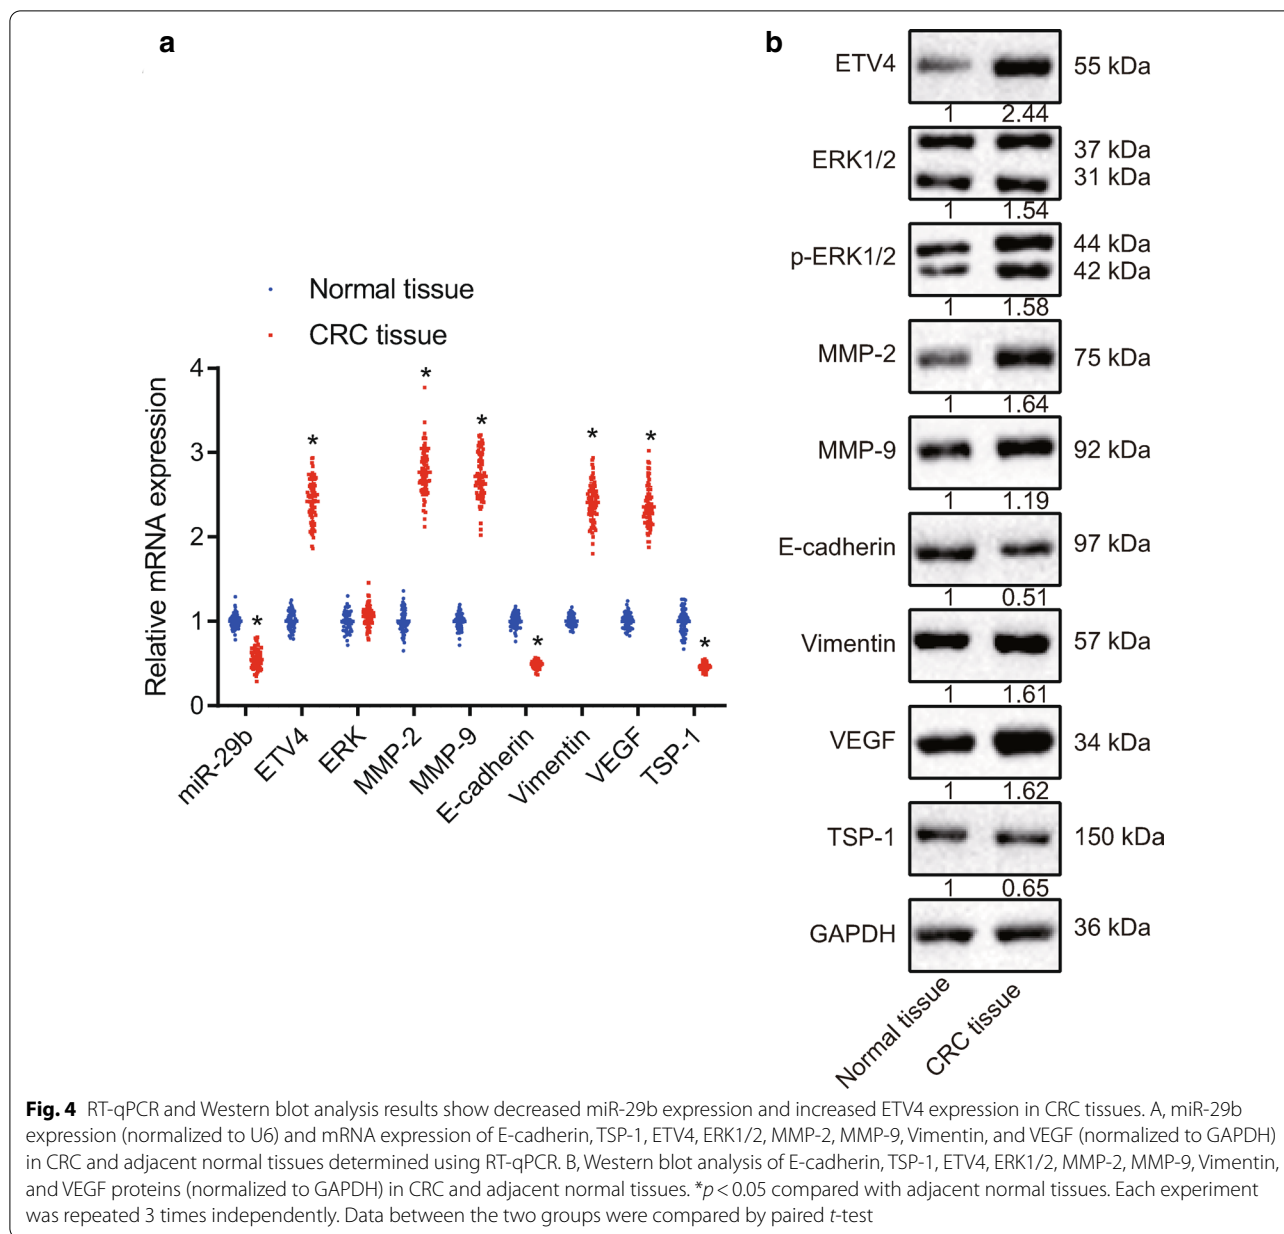 a
Normal tissue
CRC tissue
Relative mRNA expression
4
3
2
1
0
* * * * * * * *
miR-29b
ETV4
ERK
MMP-2
MMP-9
E-cadherin
Vimentin
VEGF
TSP-1
b
ETV4 55 kDa
1 2.44
ERK1/2 37 kDa
31 kDa
1 1.54
p-ERK1/2 44 kDa
42 kDa
1 1.58
MMP-2 75 kDa
1 1.64
MMP-9 92 kDa
1 1.19
E-cadherin 97 kDa
1 0.51
Vimentin 57 kDa
1 1.61
VEGF 34 kDa
1 1.62
TSP-1 150 kDa
1 0.65
GAPDH 36 kDa
Normal tissue
CRC tissue
Fig. 4 RT-qPCR and Western blot analysis results show decreased miR-29b expression and increased ETV4 expression in CRC tissues. A, miR-29b
expression (normalized to U6) and mRNA expression of E-cadherin, TSP-1, ETV4, ERK1/2, MMP-2, MMP-9, Vimentin, and VEGF (normalized to GAPDH)
in CRC and adjacent normal tissues determined using RT-qPCR. B, Western blot analysis of E-cadherin, TSP-1, ETV4, ERK1/2, MMP-2, MMP-9, Vimentin,
and VEGF proteins (normalized to GAPDH) in CRC and adjacent normal tissues. *p < 0.05 compared with adjacent normal tissues. Each experiment
was repeated 3 times independently. Data between the two groups were compared by paired t-test